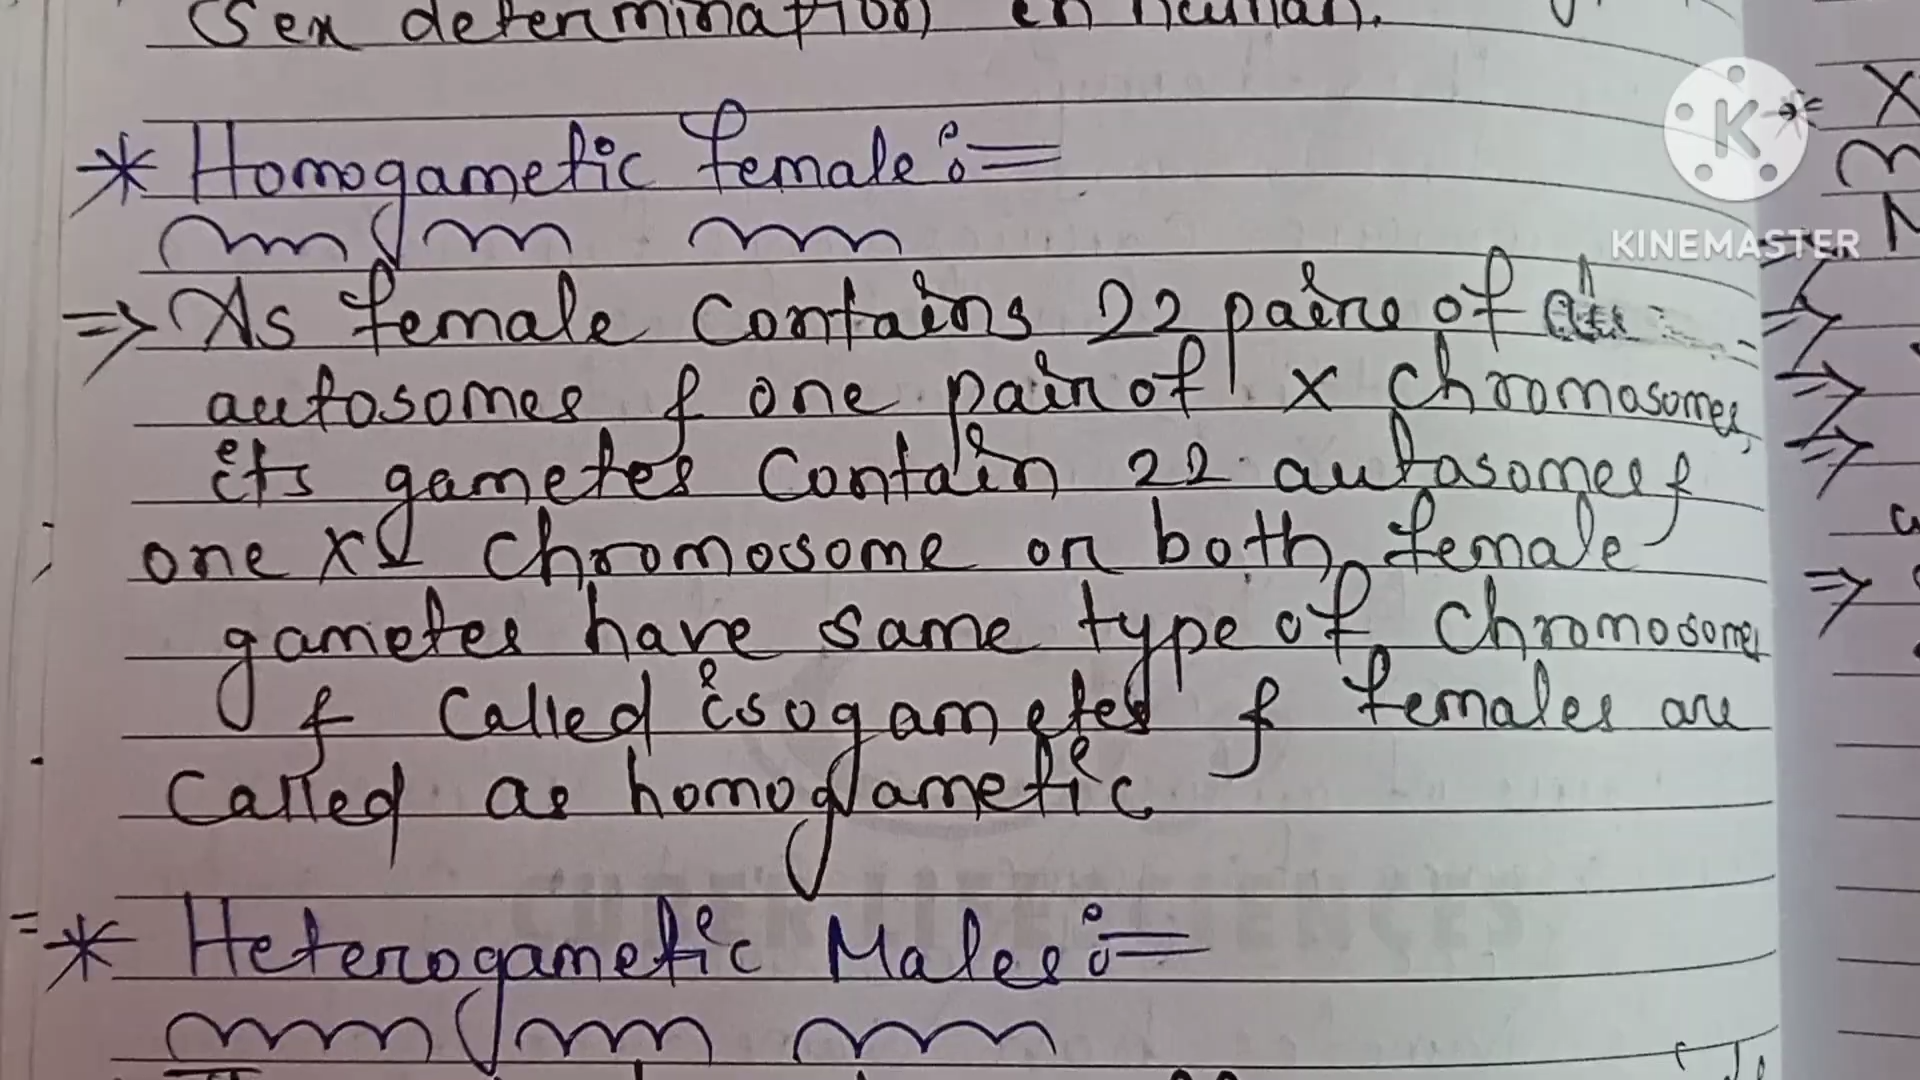 Sex determination in human.
* Homogametic female :=
⇒ As female contains 22 pairs of
autosomes & one pair of X chromosomes,
its gametes contain 22 autosomes &
one X chromosome or both female
gametes have same type of chromosomes
& called isogametes & females are
called as homogametic.
* Heterogametic Males :=
KINEMASTER